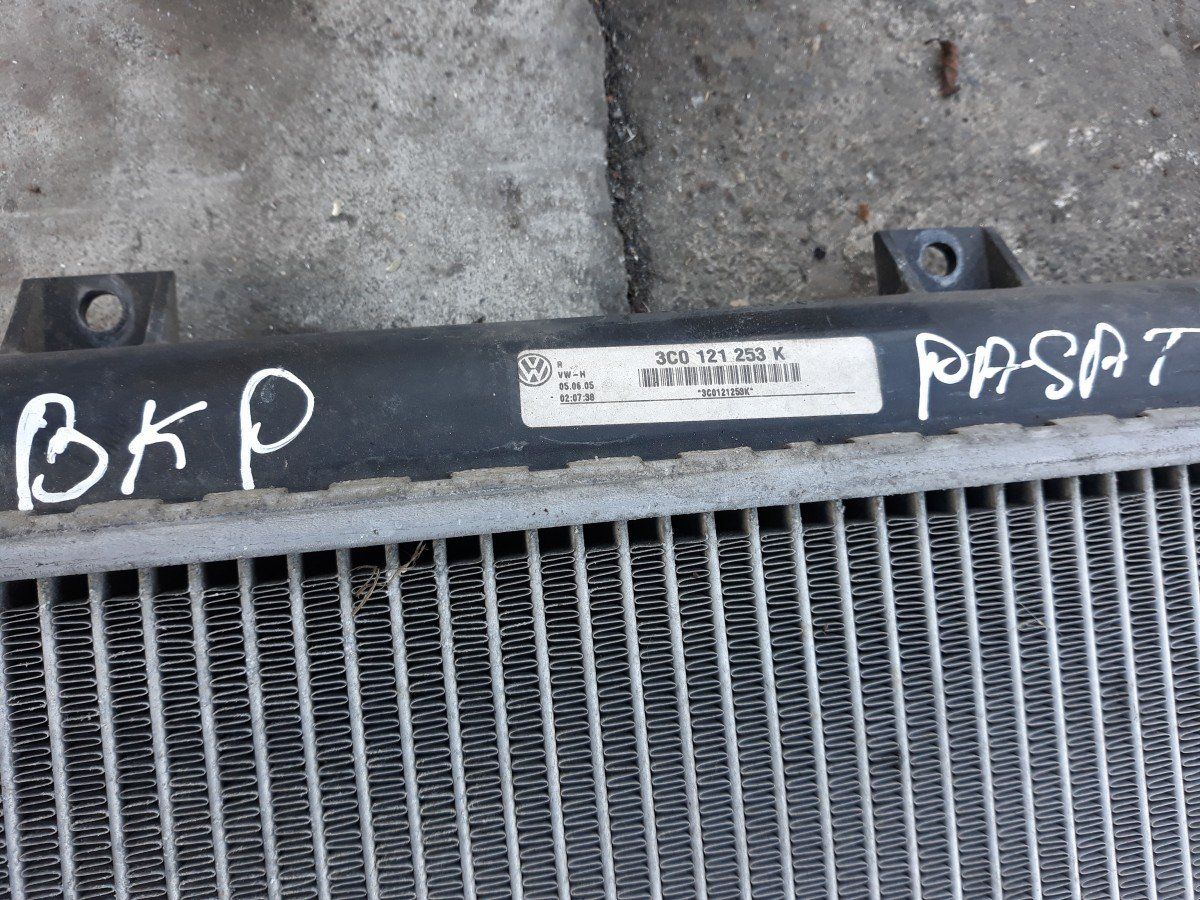 BKP
R
VW-H
05.06.05
02:07:38
3C0 121 253 K
*3C0121253K*
PASAT